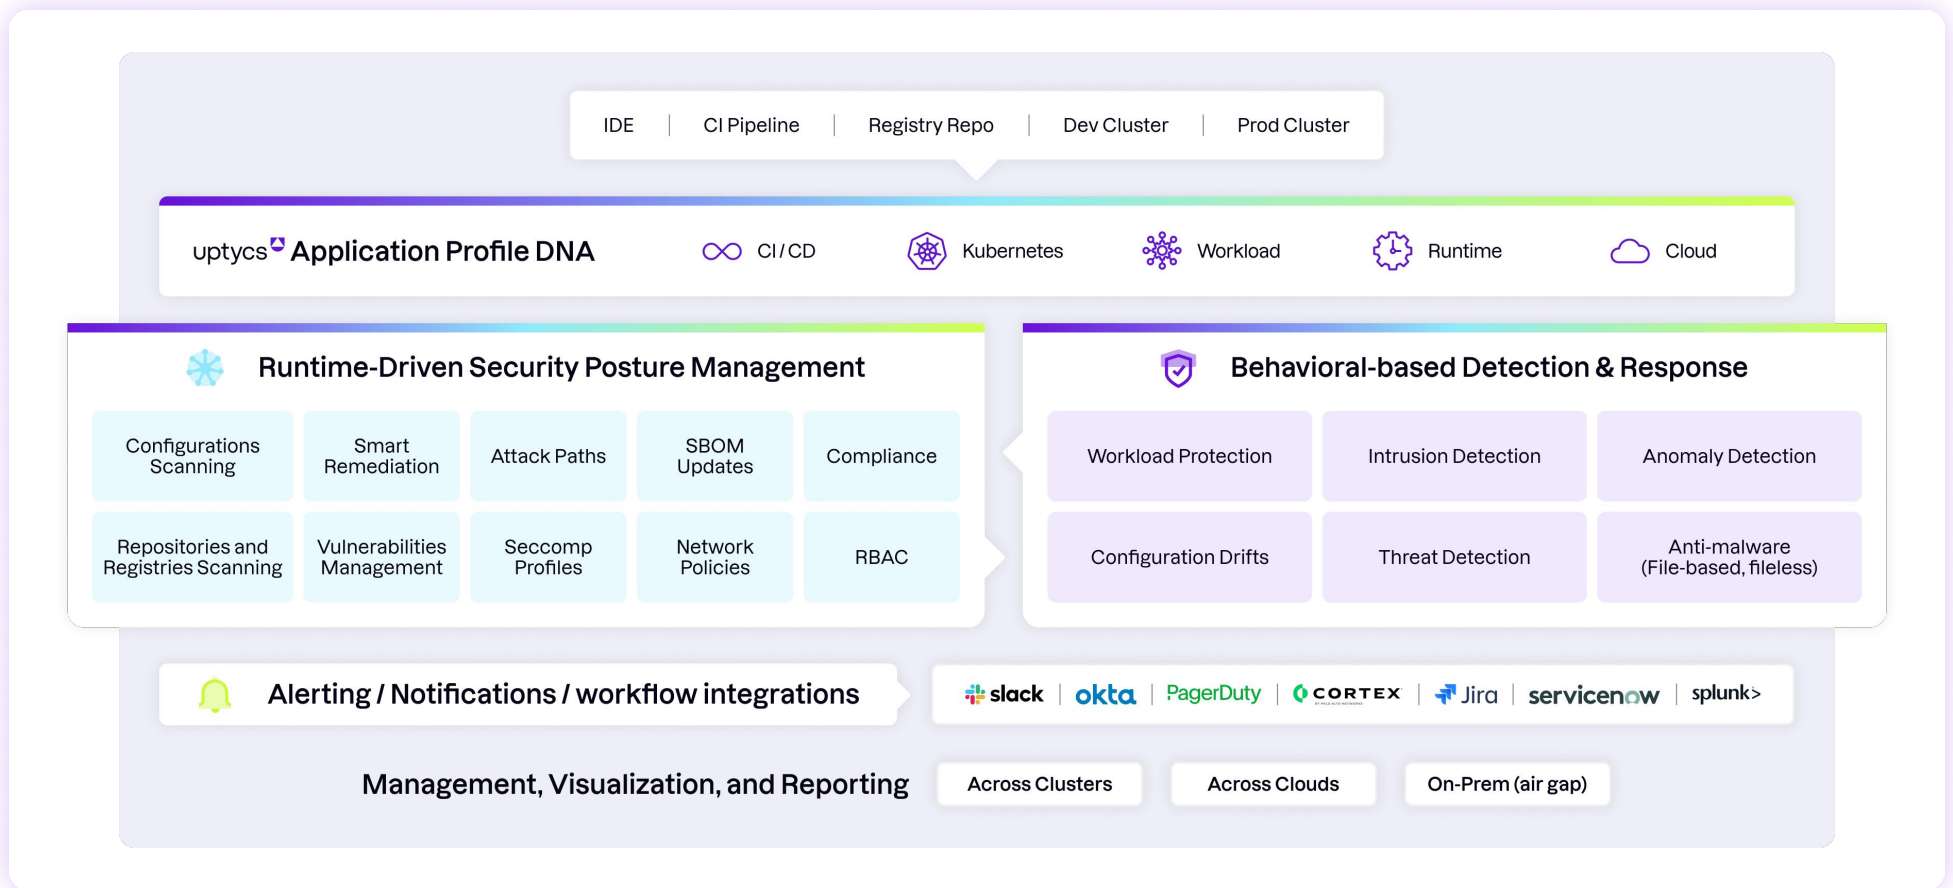 IDE | CI Pipeline | Registry Repo | Dev Cluster | Prod Cluster
uptycs Application Profile DNA
CI/CD
Kubernetes
Workload
Runtime
Cloud
Runtime-Driven Security Posture Management
Configurations
Scanning
Smart
Remediation
Attack Paths
SBOM
Updates
Compliance
Repositories and
Registries Scanning
Vulnerabilities
Management
Seccomp
Profiles
Network
Policies
RBAC
Behavioral-based Detection & Response
Workload Protection
Intrusion Detection
Anomaly Detection
Configuration Drifts
Threat Detection
Anti-malware
(File-based, fileless)
Alerting / Notifications / workflow integrations
slack | okta | PagerDuty | CORTEX | Jira | servicenow | splunk>
BY PALO ALTO NETWORKS
Management, Visualization, and Reporting
Across Clusters
Across Clouds
On-Prem (air gap)